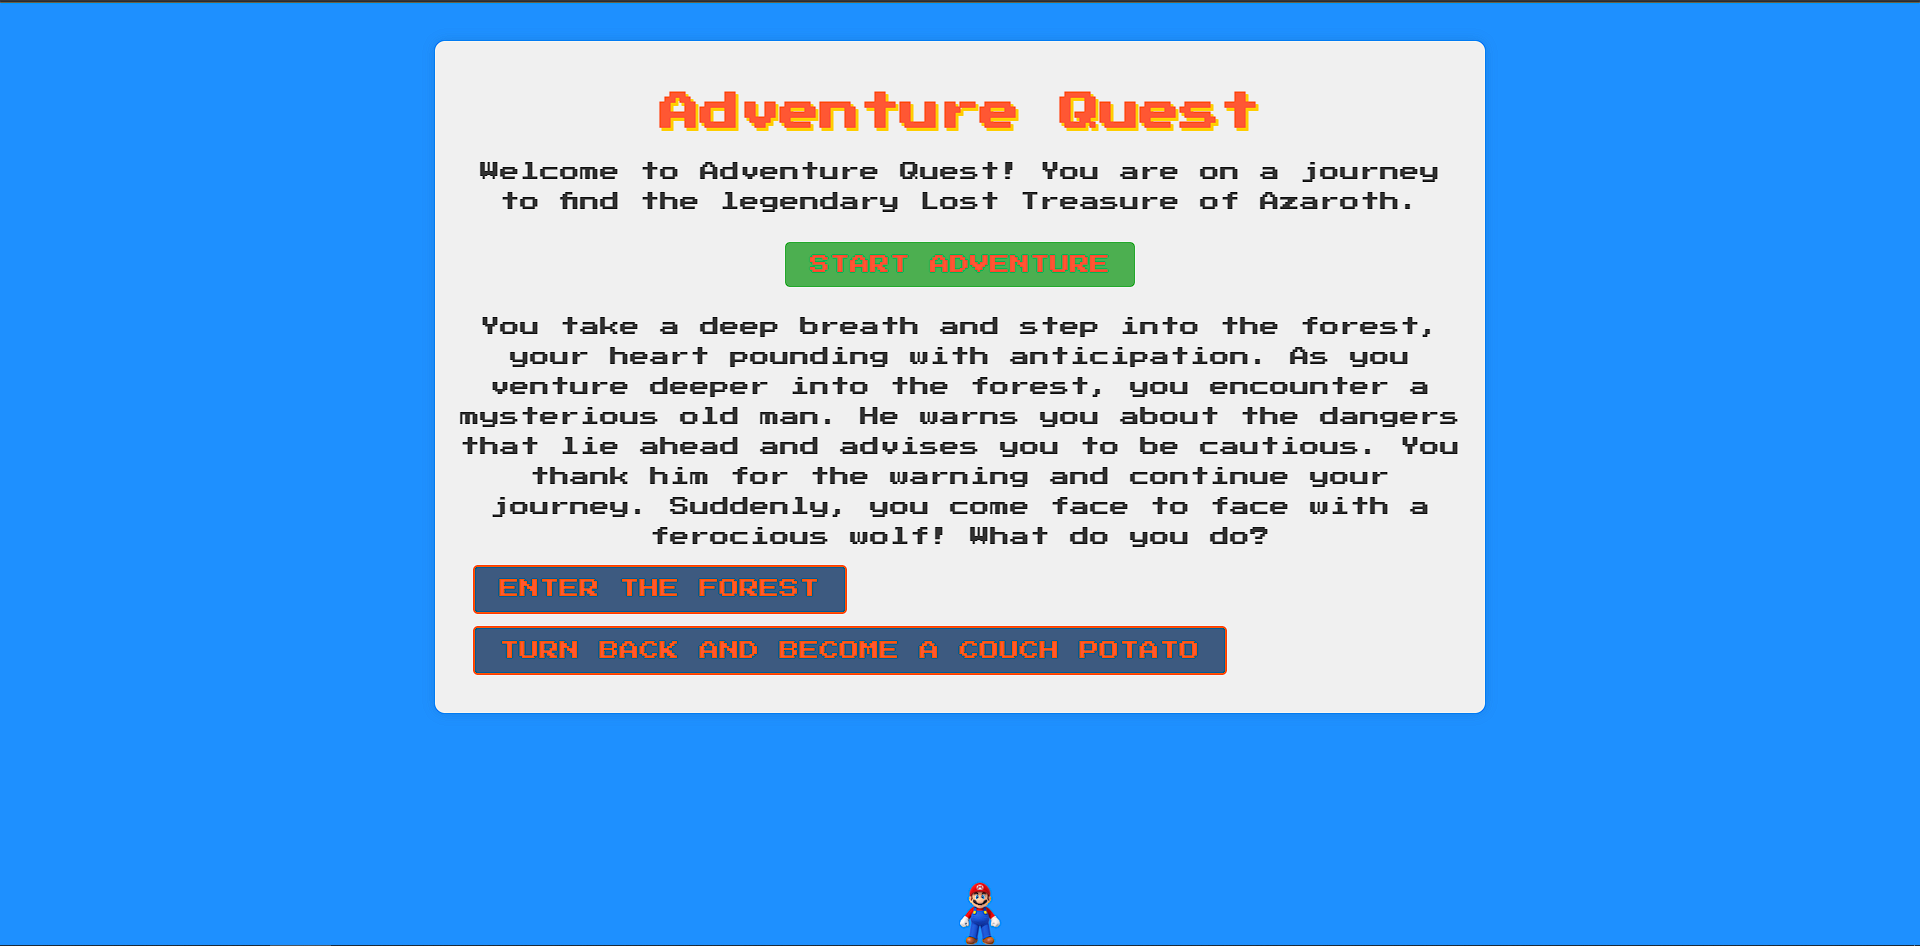 Adventure Quest
Welcome to Adventure Quest! You are on a journey
to find the legendary Lost Treasure of Azaroth.
START ADVENTURE
You take a deep breath and step into the forest,
your heart pounding with anticipation. As you
venture deeper into the forest, you encounter a
mysterious old man. He warns you about the dangers
that lie ahead and advises you to be cautious. You
thank him for the warning and continue your
journey. Suddenly, you come face to face with a
ferocious wolf! What do you do?
ENTER THE FOREST
TURN BACK AND BECOME A COUCH POTATO